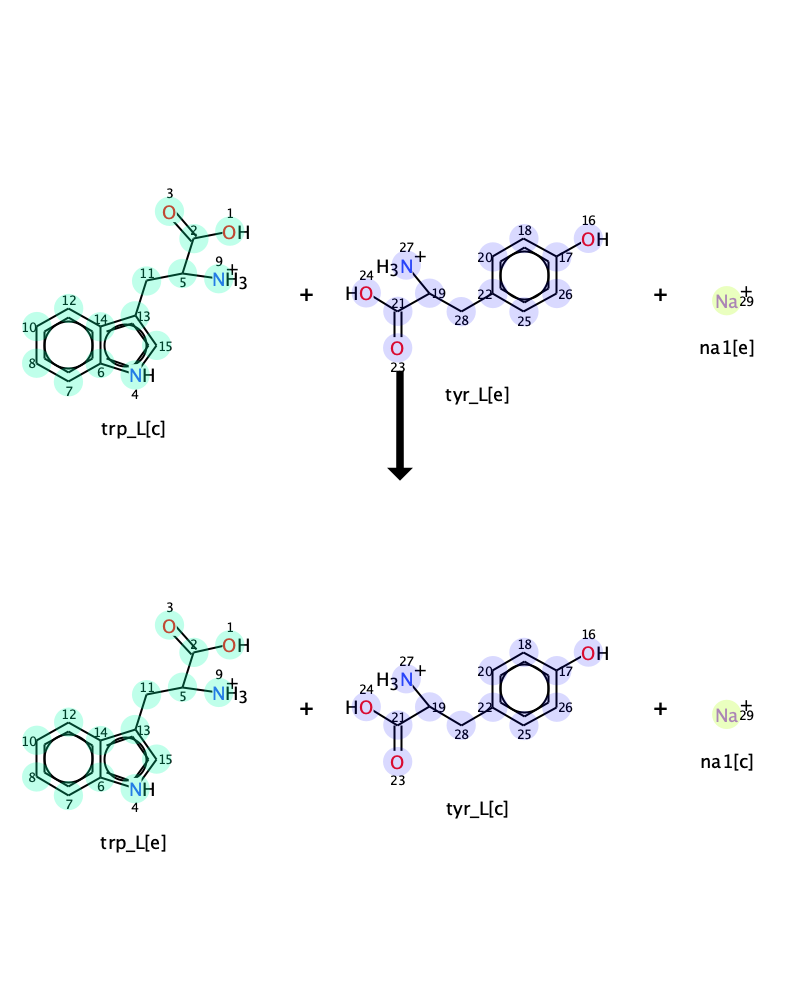 3
1
O
2
OH
9
+
11
5
NH3
12
14
13
10
15
8
6
NH
7
4
trp_L[c]
+
18
16
OH
27
+
20
17
H3N
24
HO
19
22
26
21
28
25
O
23
tyr_L[e]
+
Na
+
29
na1[e]
3
1
O
2
OH
9
+
11
5
NH3
12
14
13
10
15
8
6
NH
7
4
trp_L[e]
+
18
16
OH
27
+
20
17
H3N
24
HO
19
22
26
21
28
25
O
23
tyr_L[c]
+
Na
+
29
na1[c]